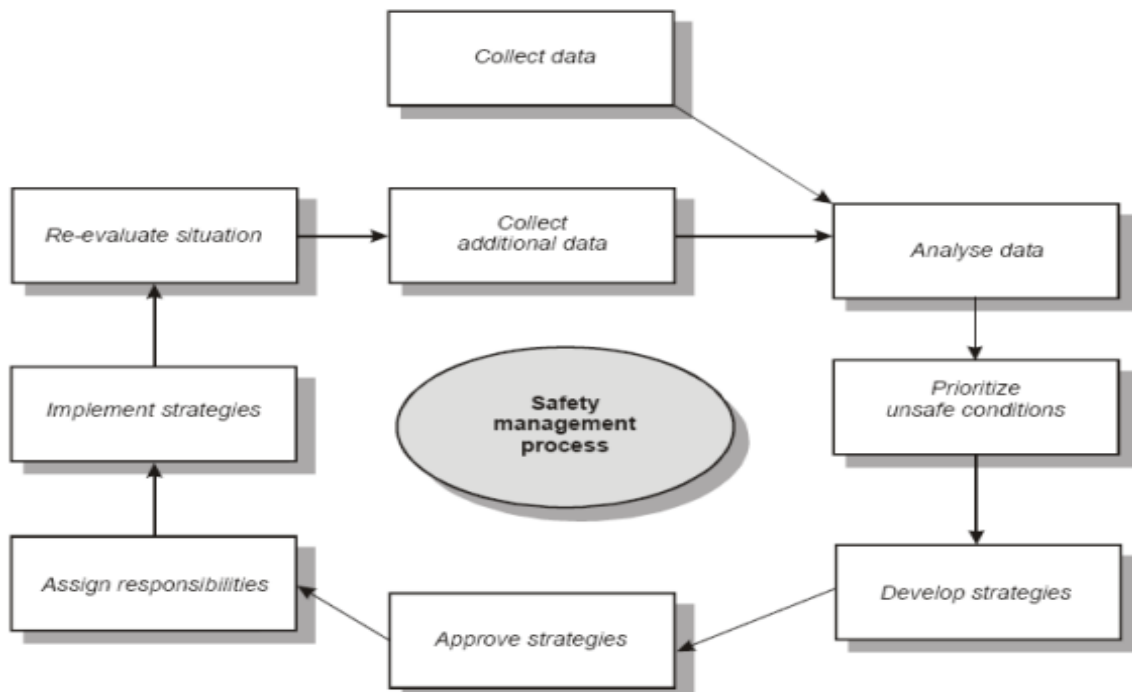 Collect data
Re-evaluate situation
Collect
additional data
Analyse data
Implement strategies
Safety
management
process
Prioritize
unsafe conditions
Assign responsibilities
Approve strategies
Develop strategies